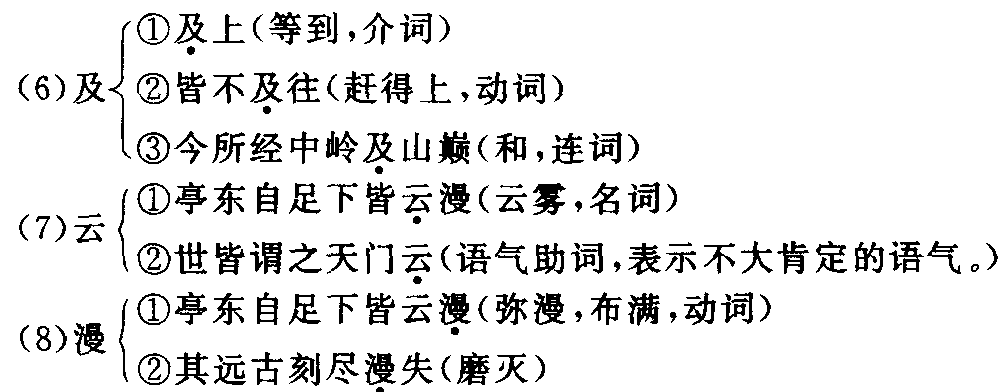 (6)及
①及上(等到,介词)
②皆不及往(赶得上,动词)
③今所经中岭及山巅(和,连词)
(7)云
①亭东自足下皆云漫(云雾,名词)
②世皆谓之天门云(语气助词,表示不大肯定的语气。)
(8)漫
①亭东自足下皆云漫(弥漫,布满,动词)
②其远古刻尽漫失(磨灭)